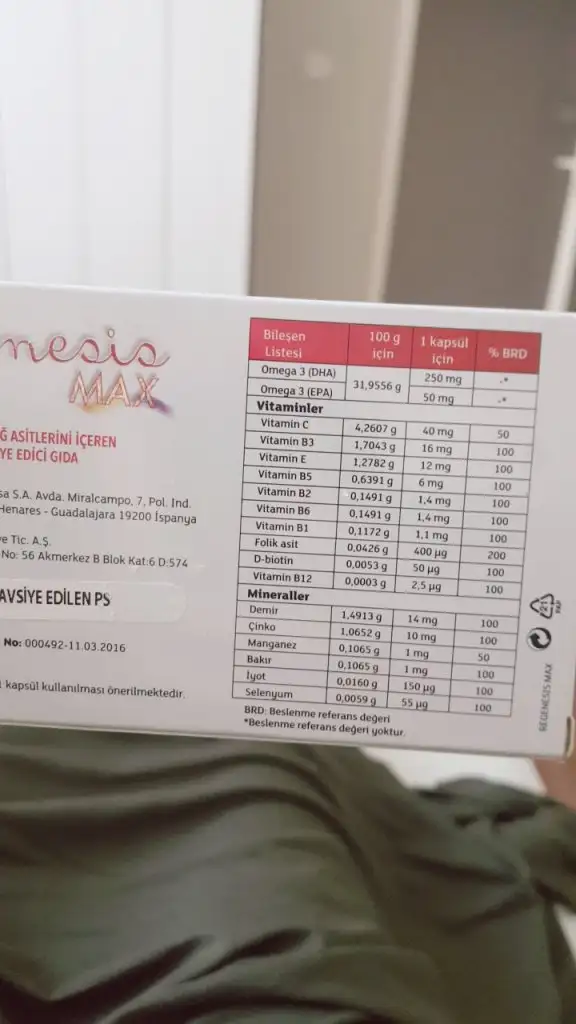 nesis
MAX
Ğ ASİTLERİNİ İÇEREN
YE EDİCİ GIDA
sa S.A. Avda. Miralcampo, 7, Pol. Ind.
Henares - Guadalajara 19200 İspanya
ve Tic. A.Ş.
No: 56 Akmerkez B Blok Kat:6 D:574
AVSİYE EDİLEN PS
No: 000492-11.03.2016
1 kapsül kullanılması önerilmektedir.
Bileşen Listesi 100 g için 1 kapsül için % BRD
Omega 3 (DHA) 31,9556 g 250 mg -*
Omega 3 (EPA) 50 mg -*
Vitaminler
Vitamin C 4,2607 g 40 mg 50
Vitamin B3 1,7043 g 16 mg 100
Vitamin E 1,2782 g 12 mg 100
Vitamin B5 0,6391 g 6 mg 100
Vitamin B2 0,1491 g 1,4 mg 100
Vitamin B6 0,1491 g 1,4 mg 100
Vitamin B1 0,1172 g 1,1 mg 100
Folik asit 0,0426 g 400 µg 200
D-biotin 0,0053 g 50 µg 100
Vitamin B12 0,0003 g 2,5 µg 100
Mineraller
Demir 1,4913 g 14 mg 100
Çinko 1,0652 g 10 mg 100
Manganez 0,1065 g 1 mg 50
Bakır 0,1065 g 1 mg 100
İyot 0,0160 g 150 µg 100
Selenyum 0,0059 g 55 µg 100
BRD: Beslenme referans değeri
*Beslenme referans değeri yoktur.
21
PAP
REGENESIS MAX